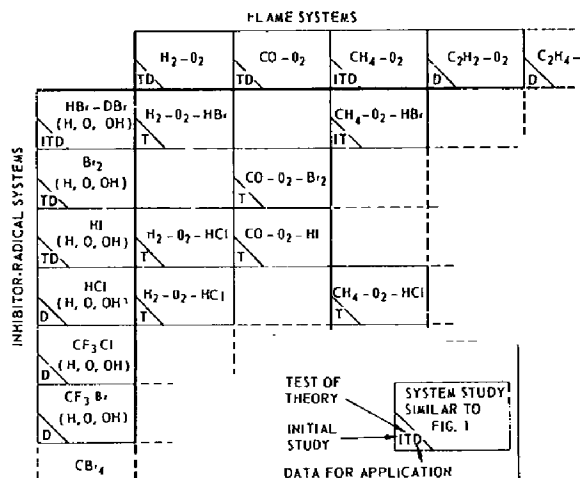 FLAME SYSTEMS
H2-O2
TD
CO-O2
TD
CH4-O2
ITD
C2H2-O2
D
C2H4-
D
INHIBITOR-RADICAL SYSTEMS
HBr-DBr
(H, O, OH)
ITD
H2-O2-HBr
T
CH4-O2-HBr
IT
Br2
(H, O, OH)
TD
CO-O2-Br2
T
HI
(H, O, OH)
TD
H2-O2-HCl
T
CO-O2-HI
T
HCl
(H, O, OH)
D
H2-O2-HCl
T
CH4-O2-HCl
T
CF3Cl
(H, O, OH)
D
CF3Br
(H, O, OH)
D
CBr4
TEST OF
THEORY
INITIAL
STUDY
SYSTEM STUDY
SIMILAR TO
FIG. 1
ITD
DATA FOR APPLICATION